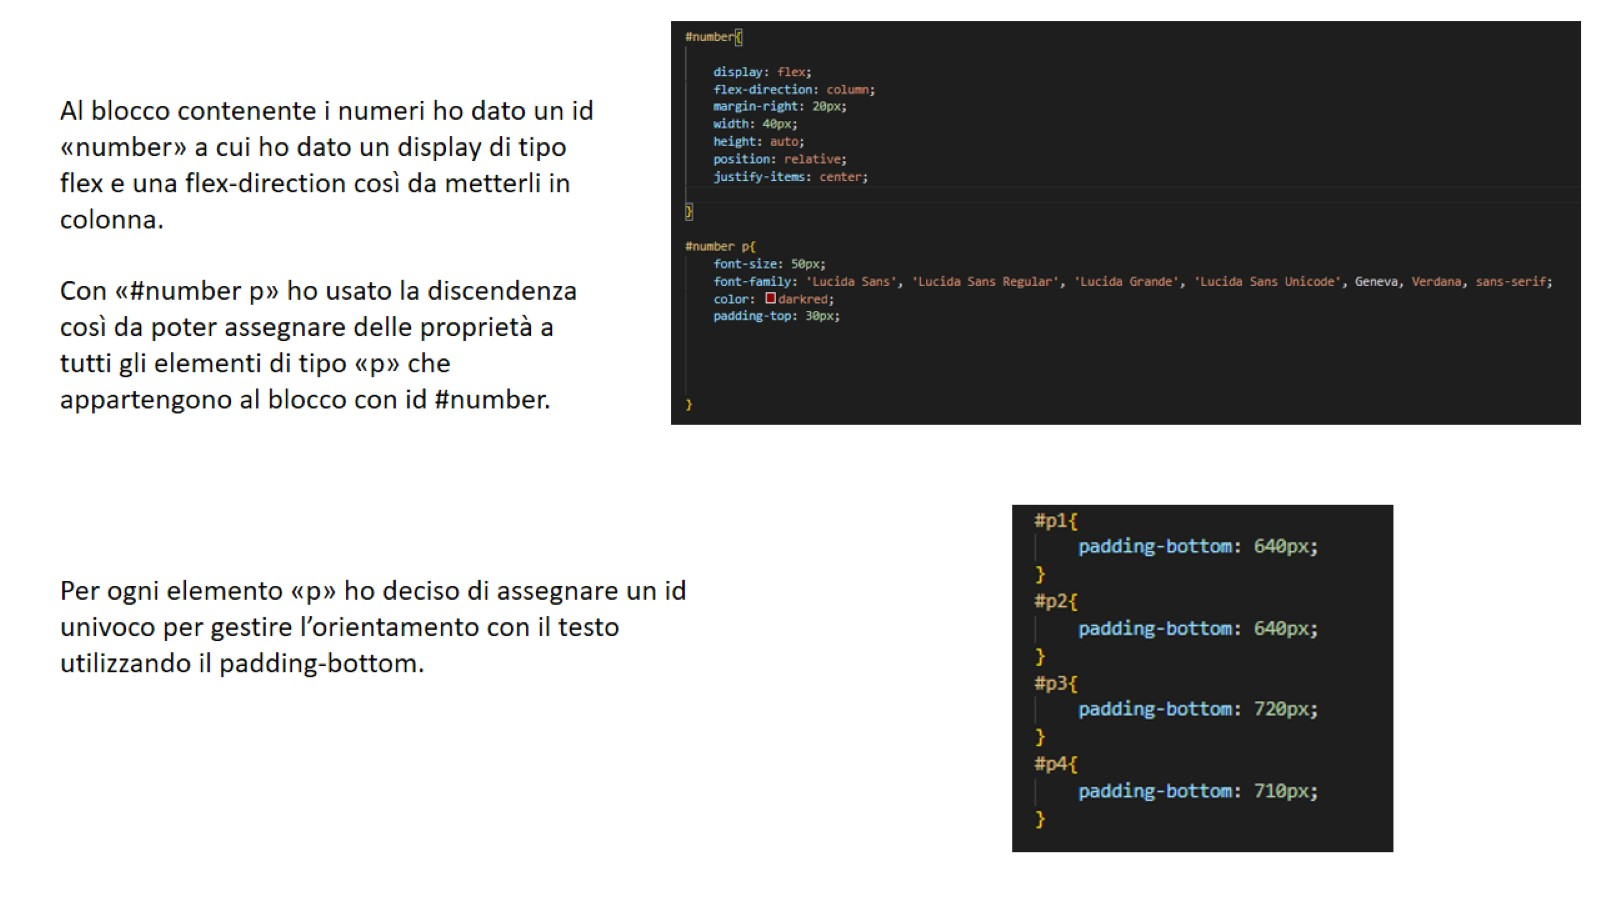 Al blocco contenente i numeri ho dato un id
«number» a cui ho dato un display di tipo
flex e una flex-direction così da metterli in
colonna.
Con «#number p» ho usato la discendenza
così da poter assegnare delle proprietà a
tutti gli elementi di tipo «p» che
appartengono al blocco con id #number.
#number{
display: flex;
flex-direction: column;
margin-right: 20px;
width: 40px;
height: auto;
position: relative;
justify-items: center;
}
#number p{
font-size: 50px;
font-family: 'Lucida Sans', 'Lucida Sans Regular', 'Lucida Grande', 'Lucida Sans Unicode', Geneva, Verdana, sans-serif;
color: darkred;
padding-top: 30px;
}
Per ogni elemento «p» ho deciso di assegnare un id
univoco per gestire l’orientamento con il testo
utilizzando il padding-bottom.
#p1{
padding-bottom: 640px;
}
#p2{
padding-bottom: 640px;
}
#p3{
padding-bottom: 720px;
}
#p4{
padding-bottom: 710px;
}